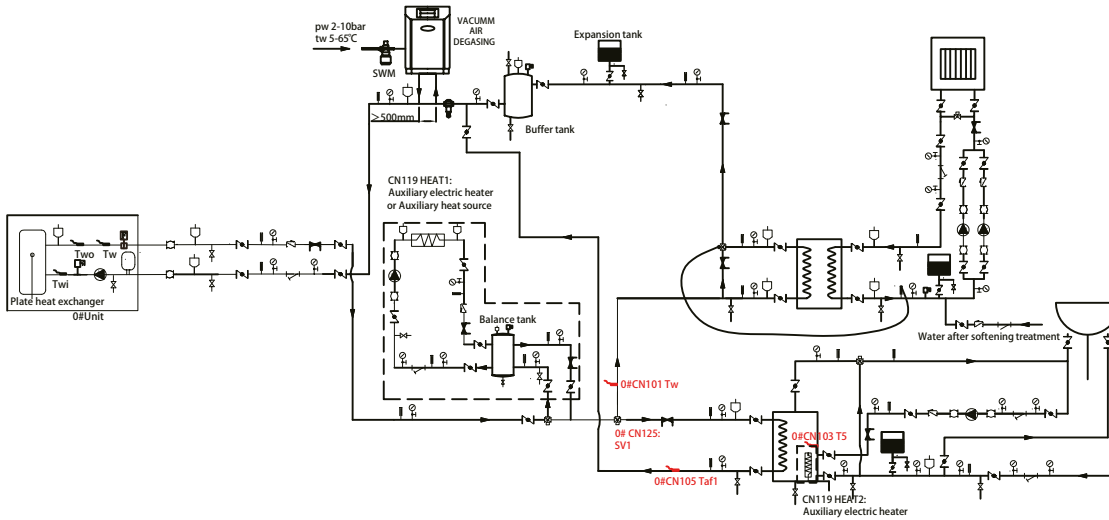 pw 2-10bar
tw 5-65℃
SWM
VACUMM
AIR
DEGASING
Expansion tank
>500mm
Buffer tank
CN119 HEAT1:
Auxiliary electric heater
or Auxiliary heat source
Two
Tw
Twi
Plate heat exchanger
0#Unit
Balance tank
Water after softening treatment
0#CN101 Tw
0# CN125:
SV1
0#CN103 T5
0#CN105 Taf1
CN119 HEAT2:
Auxiliary electric heater